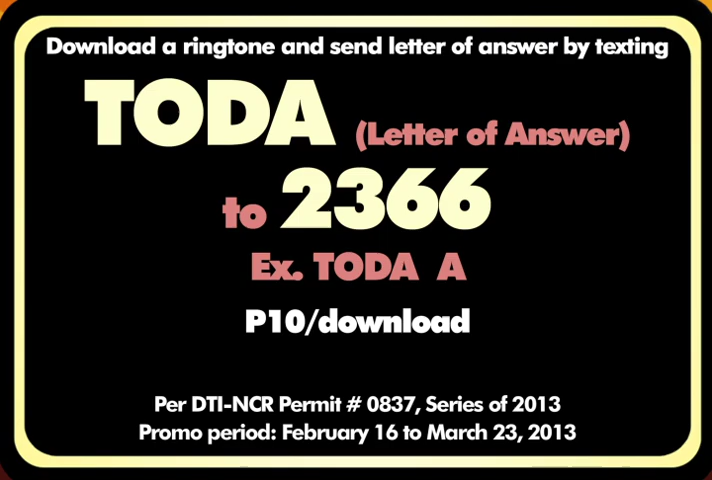 Download a ringtone and send letter of answer by texting
TODA (Letter of Answer)
to 2366
Ex. TODA A
P10/download
Per DTI-NCR Permit # 0837, Series of 2013
Promo period: February 16 to March 23, 2013